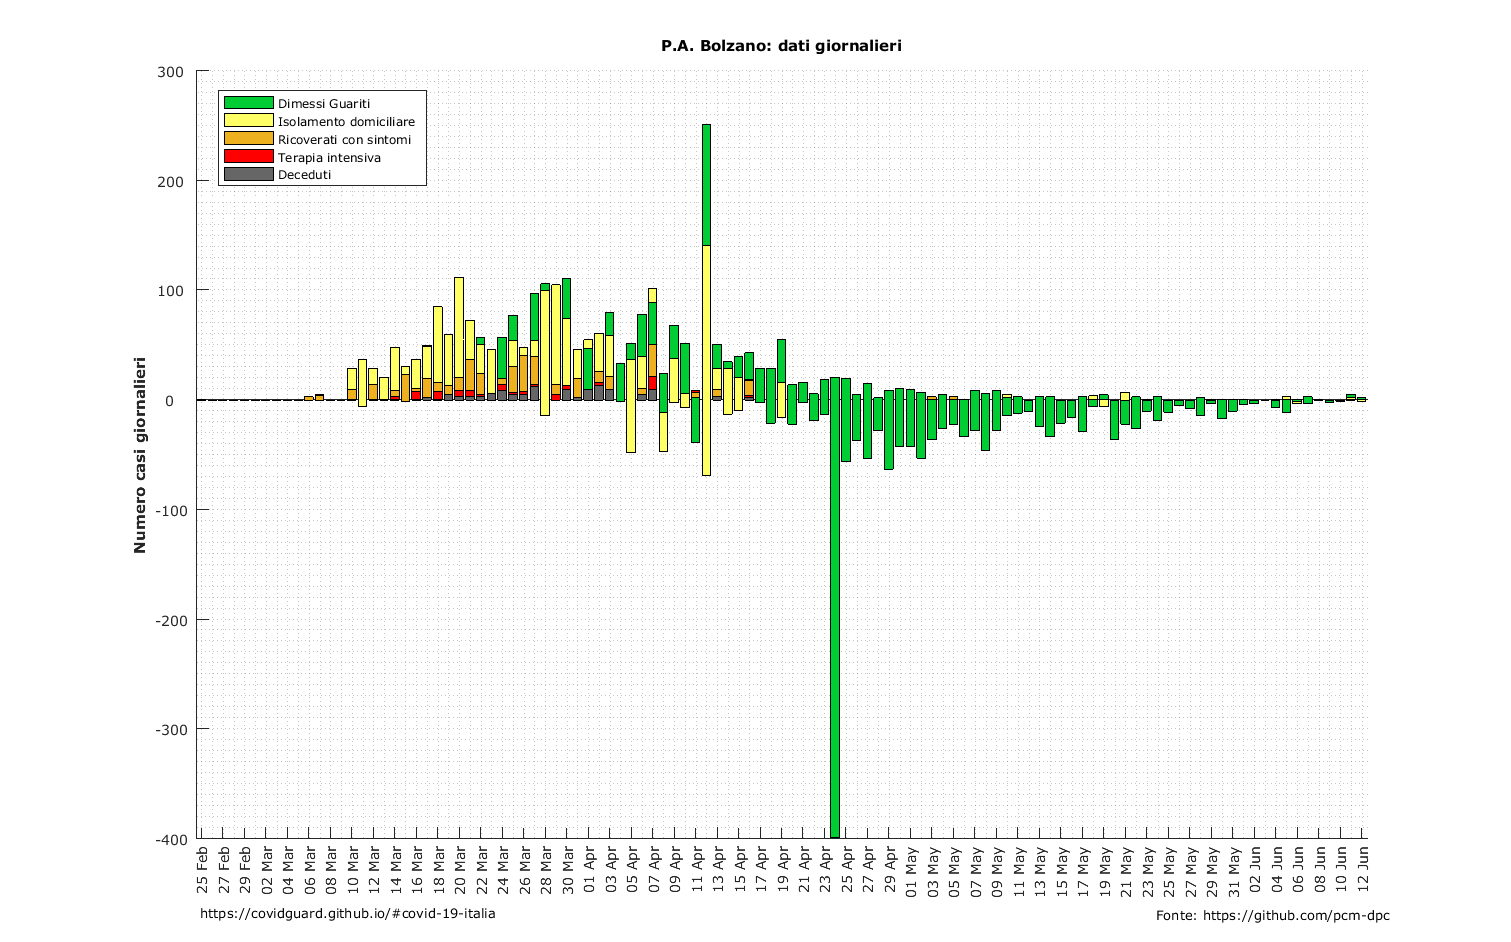 P.A. Bolzano: dati giornalieri
Numero casi giornalieri
300
200
100
0
-100
-200
-300
-400
Dimessi Guariti
Isolamento domiciliare
Ricoverati con sintomi
Terapia intensiva
Deceduti
25 Feb
27 Feb
29 Feb
02 Mar
04 Mar
06 Mar
08 Mar
10 Mar
12 Mar
14 Mar
16 Mar
18 Mar
20 Mar
22 Mar
24 Mar
26 Mar
28 Mar
30 Mar
01 Apr
03 Apr
05 Apr
07 Apr
09 Apr
11 Apr
13 Apr
15 Apr
17 Apr
19 Apr
21 Apr
23 Apr
25 Apr
27 Apr
29 Apr
01 May
03 May
05 May
07 May
09 May
11 May
13 May
15 May
17 May
19 May
21 May
23 May
25 May
27 May
29 May
31 May
02 Jun
04 Jun
06 Jun
08 Jun
10 Jun
12 Jun
https://covidguard.github.io/#covid-19-italia
Fonte: https://github.com/pcm-dpc